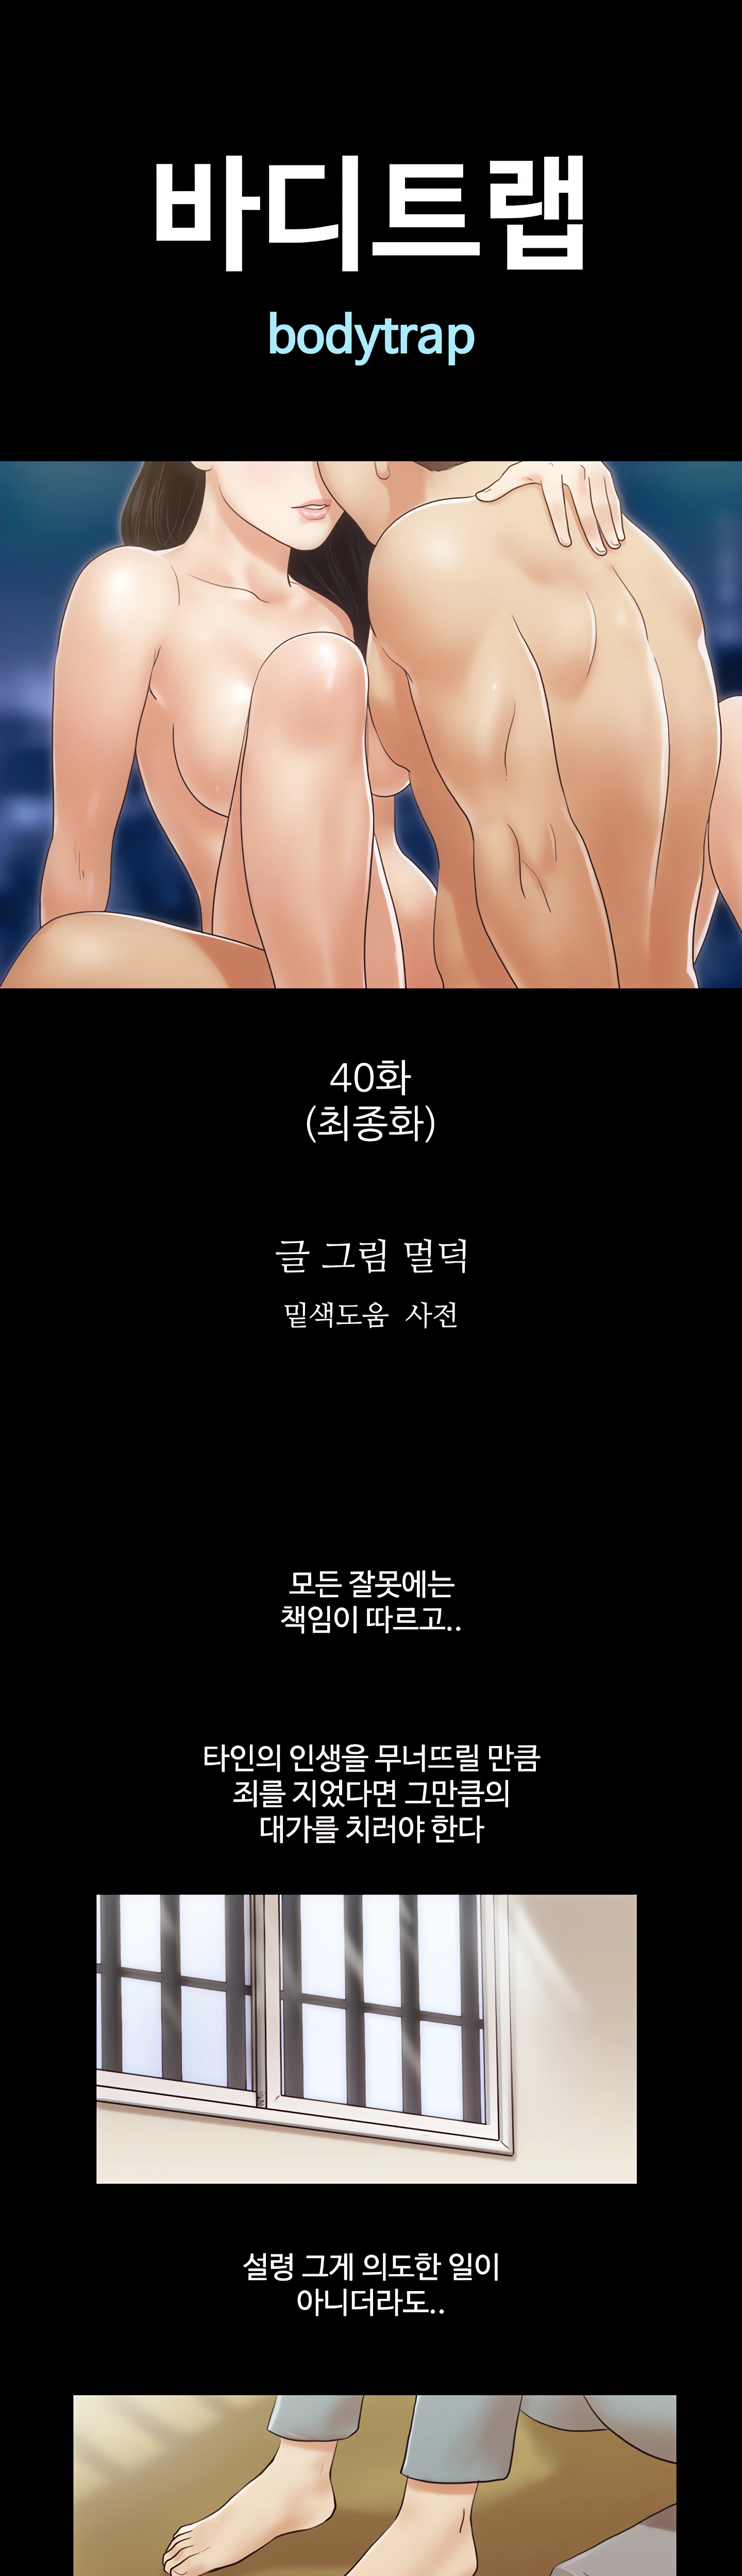 바디트랩
bodytrap
40화
(최종화)
글 그림 멀덕
밑색도움 사전
모든 잘못에는
책임이 따르고..
타인의 인생을 무너뜨릴 만큼
죄를 지었다면 그만큼의
대가를 치러야 한다
설령 그게 의도한 일이
아니더라도..